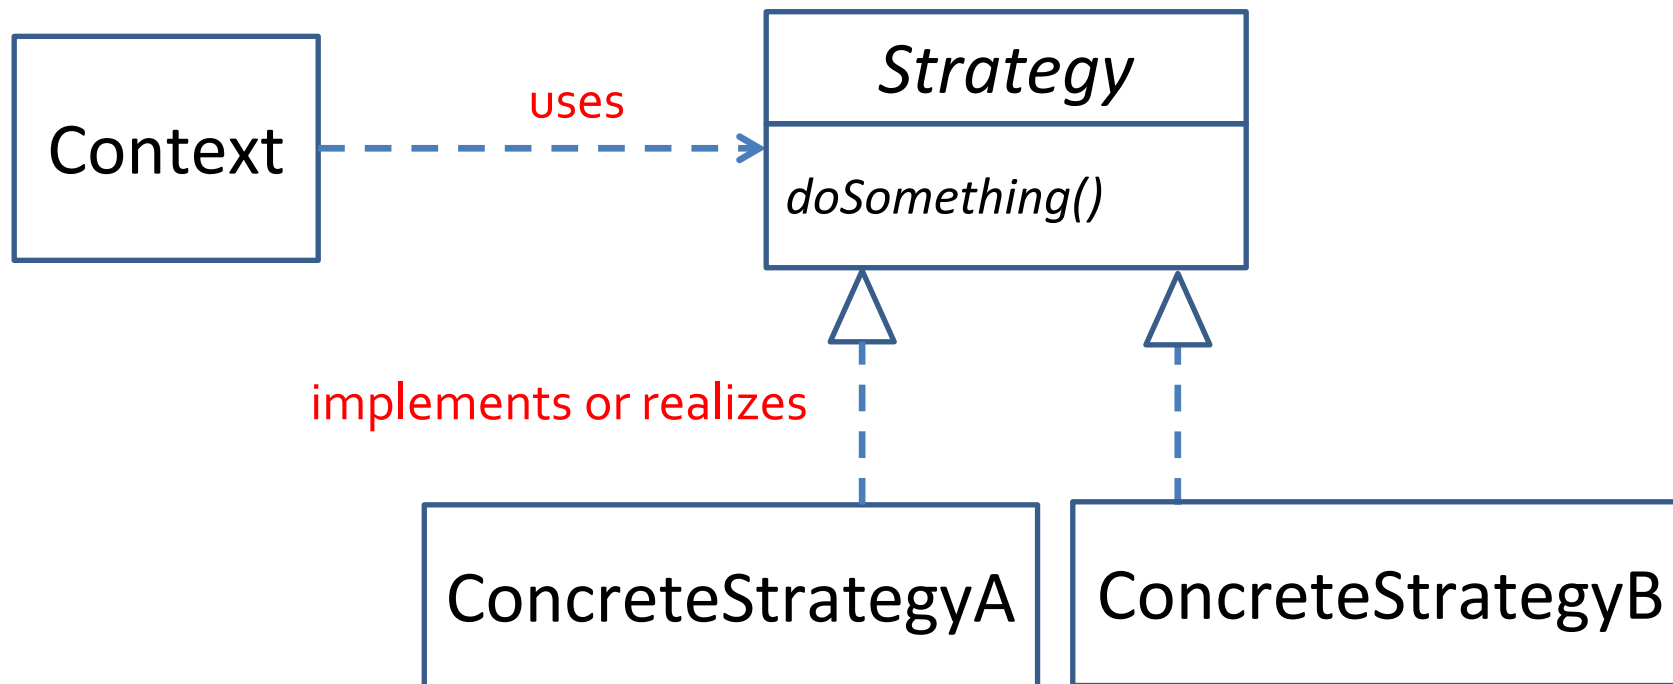 Strategy
uses
Context
doSomething()
implements or realizes
ConcreteStrategyA
ConcreteStrategyB